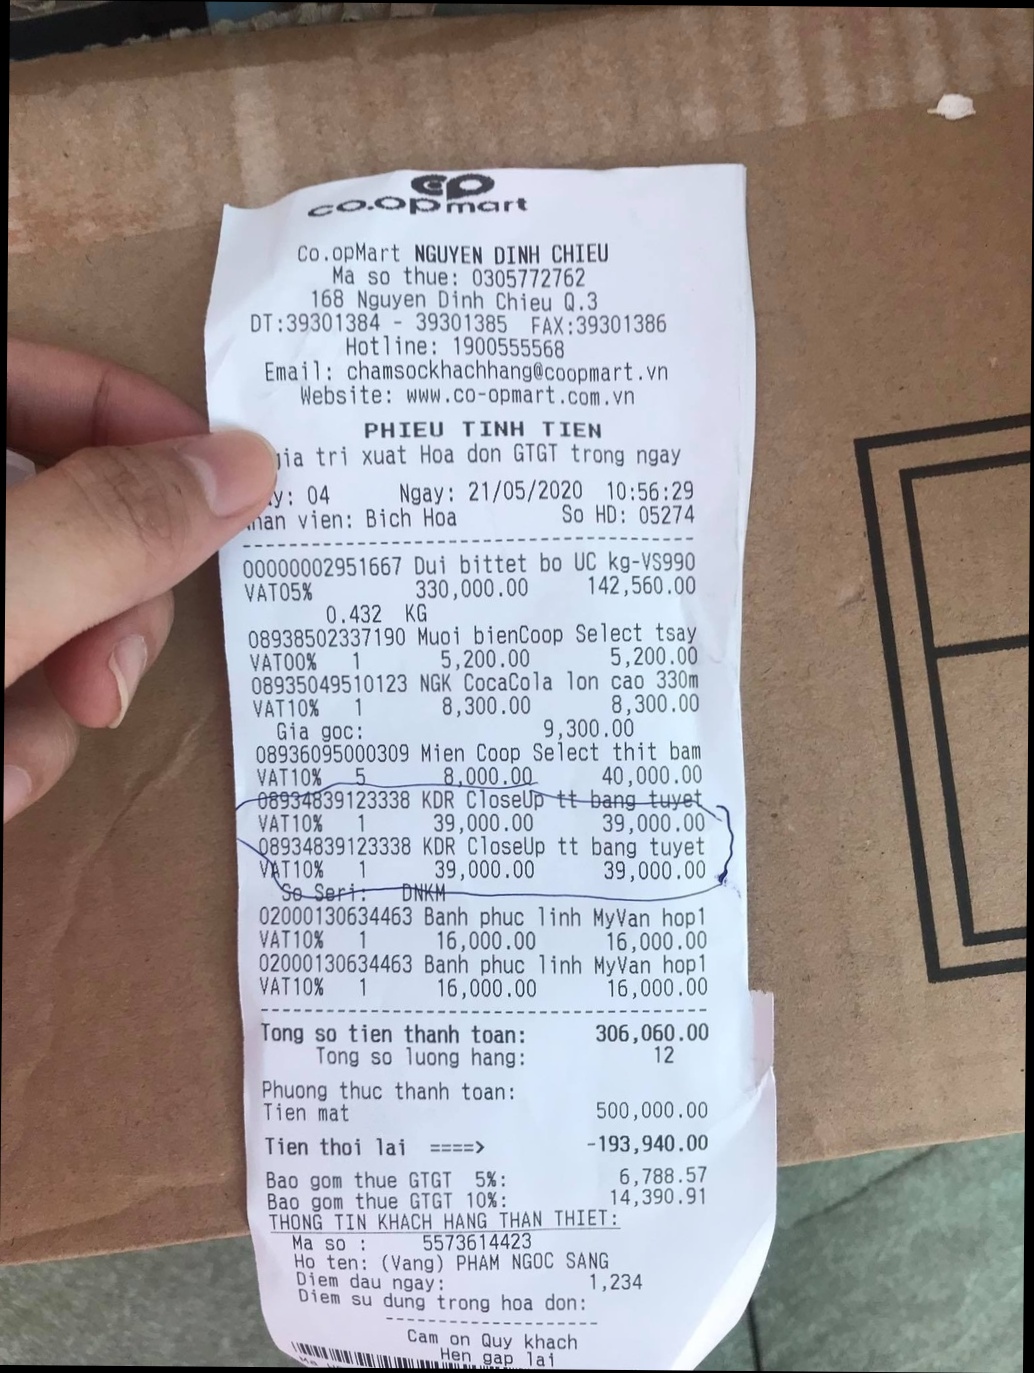 co.opmart
Co.opMart NGUYEN DINH CHIEU
Ma so thue: 0305772762
168 Nguyen Dinh Chieu Q.3
DT:39301384 - 39301385 FAX:39301386
Hotline: 1900555568
Email: chamsockhachhang@coopmart.vn
Website: www.co-opmart.com.vn
PHIEU TINH TIEN
gia tri xuat Hoa don GTGT trong ngay
04 Ngay: 21/05/2020 10:56:29
vien: Bich Hoa So HD: 05274
00000002951667 Dui bittet bo UC kg-VS990
VAT05% 330,000.00 142,560.00
0.432 KG
08938502337190 Muoi bienCoop Select tsay
VAT00% 1 5,200.00 5,200.00
08935049510123 NGK CocaCola lon cao 330m
VAT10% 1 8,300.00 8,300.00
Gia goc: 9,300.00
08936095000309 Mien Coop Select thit bam
VAT10% 5 8,000.00 40,000.00
08934839123338 KDR CloseUp tt bang tuyet
VAT10% 1 39,000.00 39,000.00
08934839123338 KDR CloseUp tt bang tuyet
VAT10% 1 39,000.00 39,000.00
So Seri: DNKM
02000130634463 Banh phuc linh MyVan hop1
VAT10% 1 16,000.00 16,000.00
02000130634463 Banh phuc linh MyVan hop1
VAT10% 1 16,000.00 16,000.00
Tong so tien thanh toan: 306,060.00
Tong so luong hang: 12
Phuong thuc thanh toan:
Tien mat 500,000.00
Tien thoi lai ====> -193,940.00
Bao gom thue GTGT 5%: 6,788.57
Bao gom thue GTGT 10%: 14,390.91
THONG TIN KHACH HANG THAN THIET:
Ma so : 5573614423
Ho ten: (Vang) PHAM NGOC SANG
Diem dau ngay: 1,234
Diem su dung trong hoa don:
Cam on Quy khach
Hen gap lai